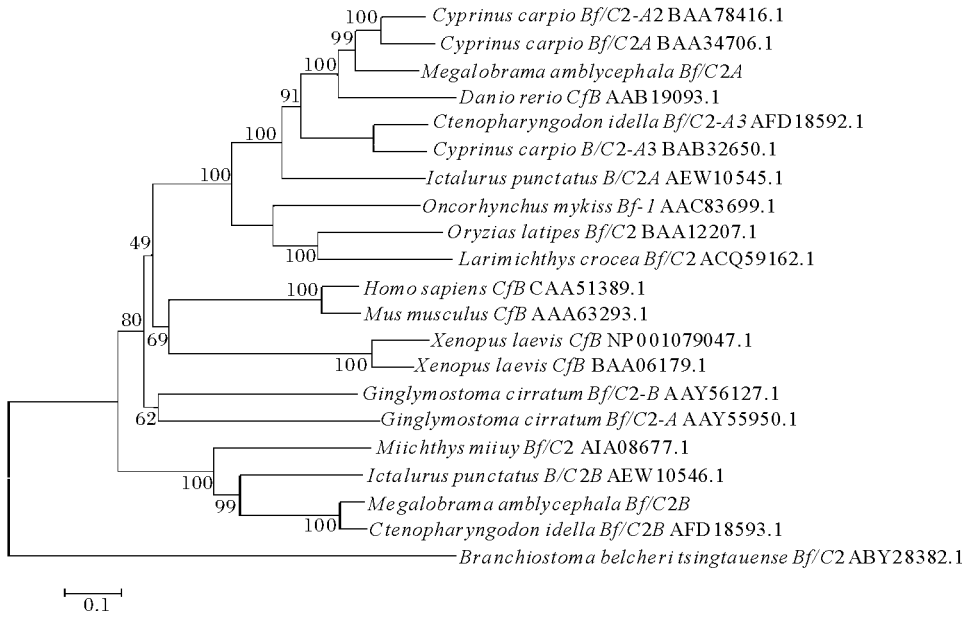 100 Cyprinus carpio Bf/C2-A2 BAA78416.1
99 Cyprinus carpio Bf/C2A BAA34706.1
100 Megalobrama amblycephala Bf/C2A
91 Danio rerio CfB AAB19093.1
Ctenopharyngodon idella Bf/C2-A3 AFD18592.1
100 Cyprinus carpio B/C2-A3 BAB32650.1
100 Ictalurus punctatus B/C2A AEW10545.1
Oncorhynchus mykiss Bf-1 AAC83699.1
49 Oryzias latipes Bf/C2 BAA12207.1
100 Larimichthys crocea Bf/C2 ACQ59162.1
100 Homo sapiens CfB CAA51389.1
80 Mus musculus CfB AAA63293.1
69 Xenopus laevis CfB NP001079047.1
100 Xenopus laevis CfB BAA06179.1
Ginglymostoma cirratum Bf/C2-B AAY56127.1
62 Ginglymostoma cirratum Bf/C2-A AAY55950.1
Miichthys miiuy Bf/C2 AIA08677.1
100 Ictalurus punctatus B/C2B AEW10546.1
99 Megalobrama amblycephala Bf/C2B
100 Ctenopharyngodon idella Bf/C2B AFD18593.1
Branchiostoma belcheri tsingtauense Bf/C2 ABY28382.1
0.1